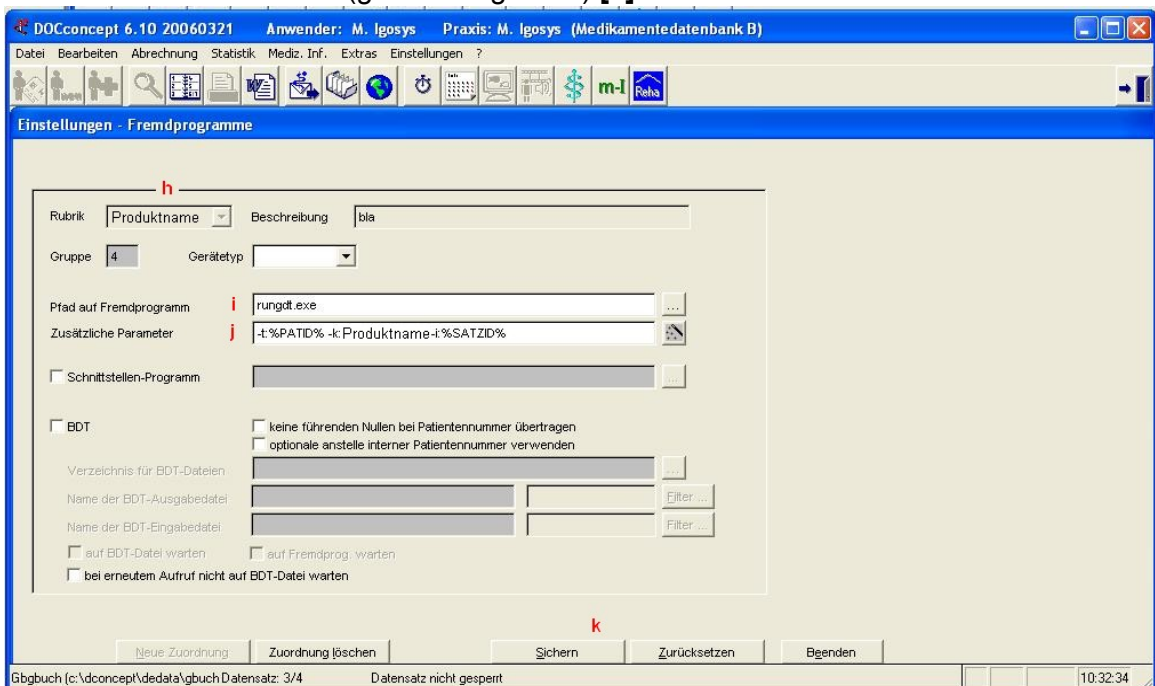 DOCconcept 6.10 20060321 Anwender: M. Igosys Praxis: M. Igosys (Medikamentedatenbank B)
Datei Bearbeiten Abrechnung Statistik Mediz. Inf. Extras Einstellungen ?
new m-I Reha
Einstellungen - Fremdprogramme
h
Rubrik Produktname Beschreibung bla
Gruppe 4 Gerätetyp
Pfad auf Fremdprogramm i rungdt.exe ...
Zusätzliche Parameter j -t:%PATID% -k:Produktname-i:%SATZID%
Schnittstellen-Programm ...
BDT keine führenden Nullen bei Patientennummer übertragen
optionale anstelle interner Patientennummer verwenden
Verzeichnis für BDT-Dateien ...
Name der BDT-Ausgabedatei Filter ...
Name der BDT-Eingabedatei Filter ...
auf BDT-Datei warten auf Fremdprog. warten
bei erneutem Aufruf nicht auf BDT-Datei warten
k
Neue Zuordnung Zuordnung löschen Sichern Zurücksetzen Beenden
Gbgbuch (c:\dconcept\dedata\gbuch Datensatz: 3/4 Datensatz nicht gesperrt 10:32:34